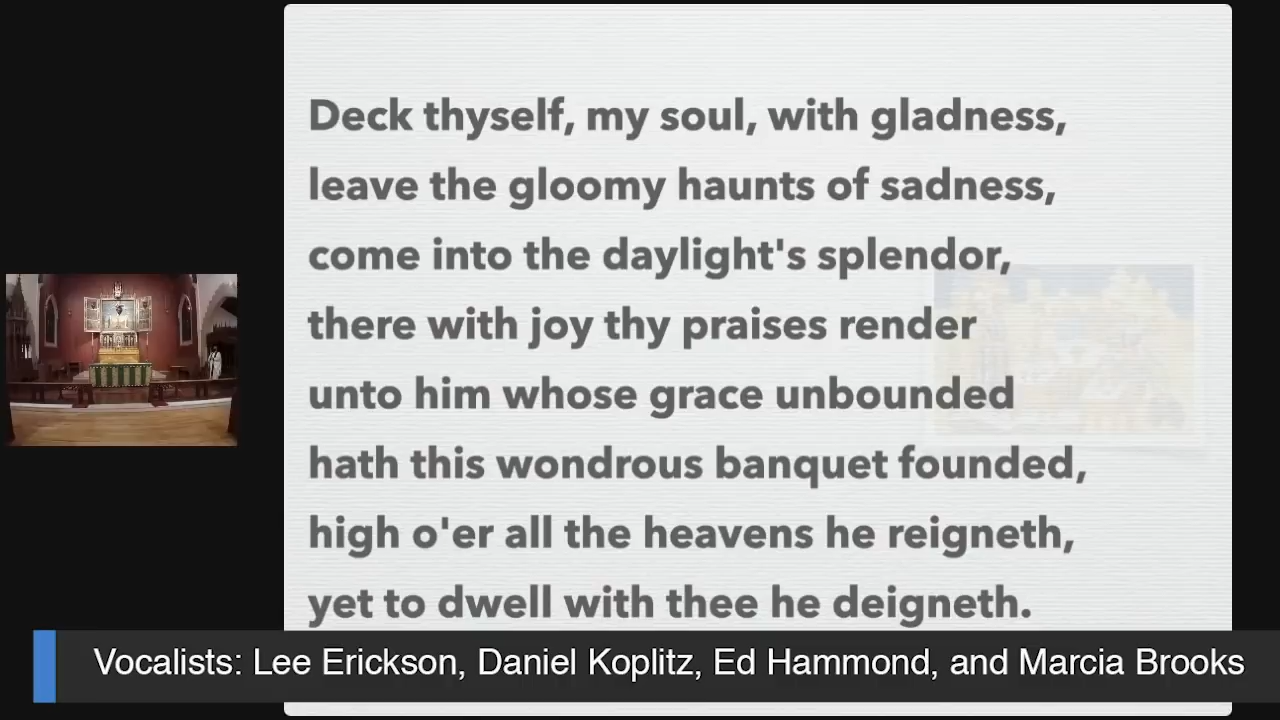 Deck thyself, my soul, with gladness,
leave the gloomy haunts of sadness,
come into the daylight's splendor,
there with joy thy praises render
unto him whose grace unbounded
hath this wondrous banquet founded,
high o'er all the heavens he reigneth,
yet to dwell with thee he deigneth.
Vocalists: Lee Erickson, Daniel Koplitz, Ed Hammond, and Marcia Brooks